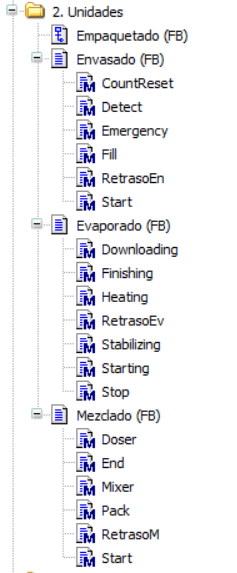 2. Unidades
Empaquetado (FB)
Envasado (FB)
CountReset
Detect
Emergency
Fill
RetrasoEn
Start
Evaporado (FB)
Downloading
Finishing
Heating
RetrasoEv
Stabilizing
Starting
Stop
Mezclado (FB)
Doser
End
Mixer
Pack
RetrasoM
Start